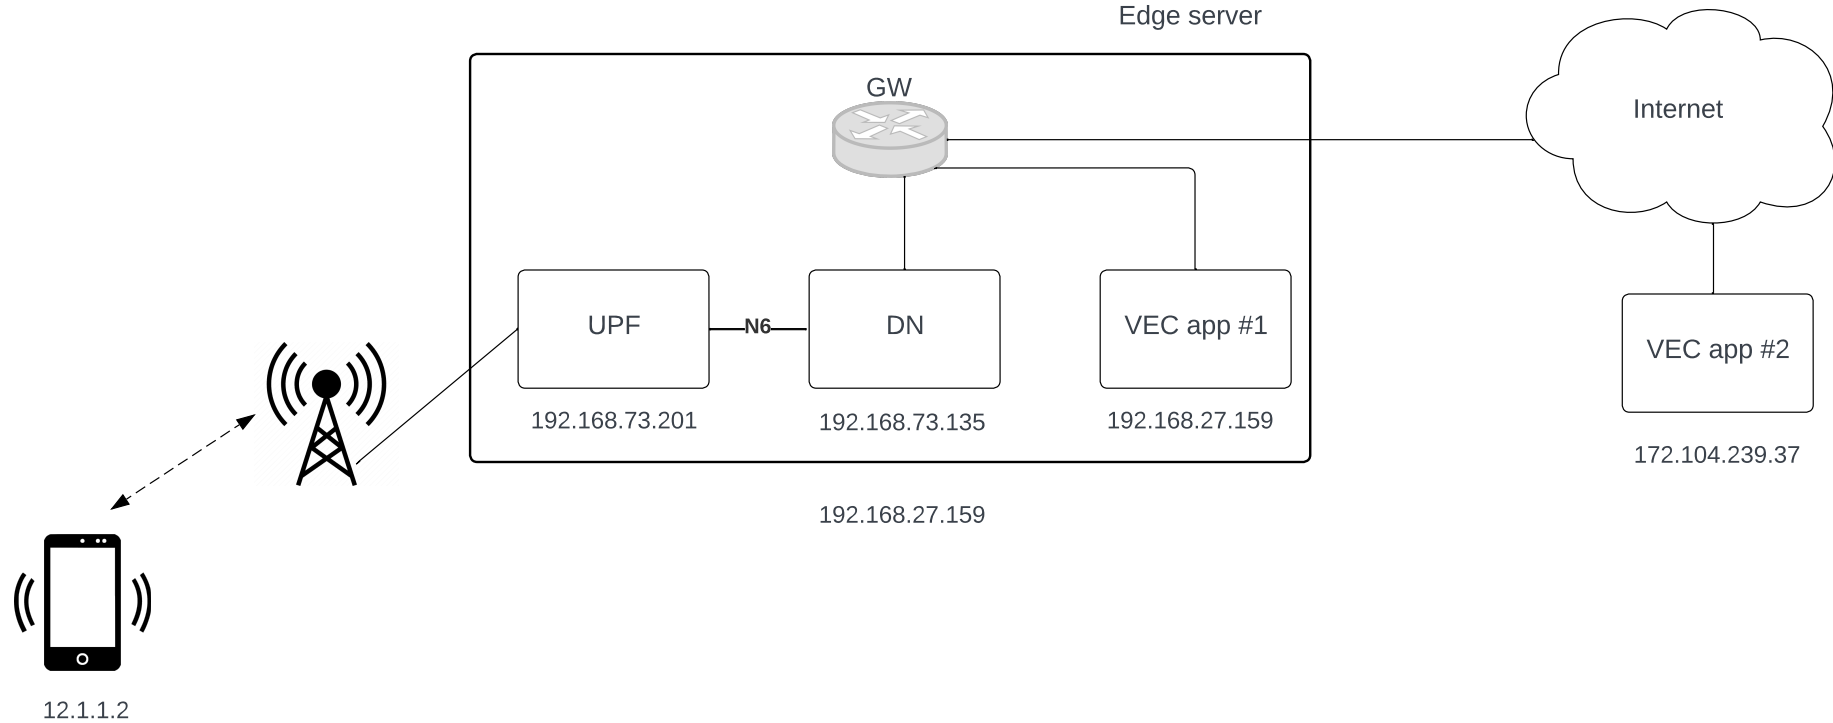 Edge server
GW
Internet
UPF
N6
DN
VEC app #1
VEC app #2
192.168.73.201
192.168.73.135
192.168.27.159
172.104.239.37
192.168.27.159
12.1.1.2